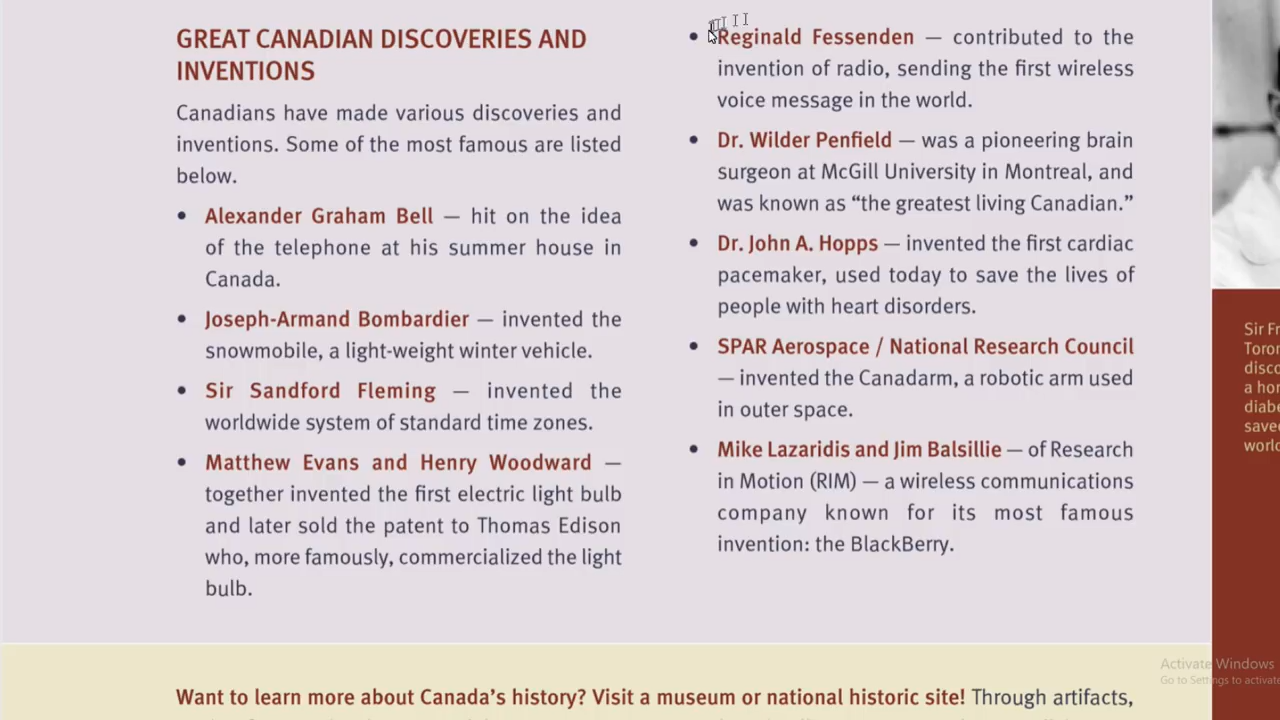 GREAT CANADIAN DISCOVERIES AND
INVENTIONS
Canadians have made various discoveries and
inventions. Some of the most famous are listed
below.
• Alexander Graham Bell — hit on the idea
of the telephone at his summer house in
Canada.
• Joseph-Armand Bombardier — invented the
snowmobile, a light-weight winter vehicle.
• Sir Sandford Fleming — invented the
worldwide system of standard time zones.
• Matthew Evans and Henry Woodward —
together invented the first electric light bulb
and later sold the patent to Thomas Edison
who, more famously, commercialized the light
bulb.
• Reginald Fessenden — contributed to the
invention of radio, sending the first wireless
voice message in the world.
• Dr. Wilder Penfield — was a pioneering brain
surgeon at McGill University in Montreal, and
was known as “the greatest living Canadian.”
• Dr. John A. Hopps — invented the first cardiac
pacemaker, used today to save the lives of
people with heart disorders.
• SPAR Aerospace / National Research Council
— invented the Canadarm, a robotic arm used
in outer space.
• Mike Lazaridis and Jim Balsillie — of Research
in Motion (RIM) — a wireless communications
company known for its most famous
invention: the BlackBerry.
Want to learn more about Canada’s history? Visit a museum or national historic site! Through artifacts,
Sir Fr
Toron
disco
a hor
diabe
saved
world
Activate Windows
Go to Settings to activate